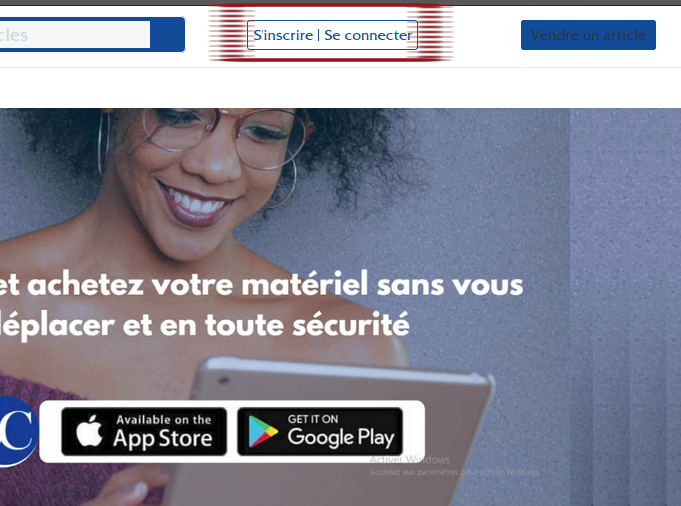 cles
S'inscrire | Se connecter
Vendre un article
et achetez votre matériel sans vous
déplacer et en toute sécurité
C
Available on the
App Store
GET IT ON
Google Play
Activer Windows
Accédez aux paramètres pour activer Windows.